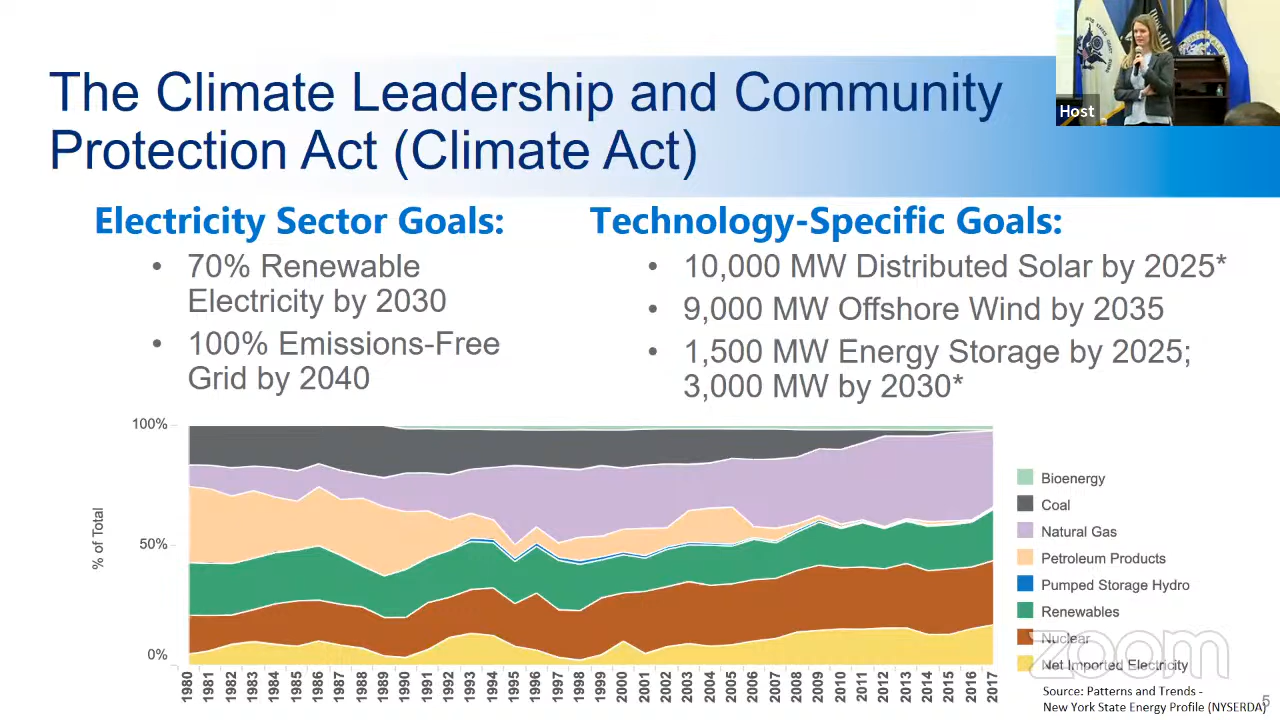 Host
The Climate Leadership and Community
Protection Act (Climate Act)
Electricity Sector Goals:
• 70% Renewable
Electricity by 2030
• 100% Emissions-Free
Grid by 2040
Technology-Specific Goals:
• 10,000 MW Distributed Solar by 2025*
• 9,000 MW Offshore Wind by 2035
• 1,500 MW Energy Storage by 2025;
3,000 MW by 2030*
% of Total
100%
50%
0%
1980 1981 1982 1983 1984 1985 1986 1987 1988 1989 1990 1991 1992 1993 1994 1995 1996 1997 1998 1999 2000 2001 2002 2003 2004 2005 2006 2007 2008 2009 2010 2011 2012 2013 2014 2015 2016 2017
Bioenergy
Coal
Natural Gas
Petroleum Products
Pumped Storage Hydro
Renewables
Nuclear
Net Imported Electricity
zoom
Source: Patterns and Trends -
New York State Energy Profile (NYSERDA)
5